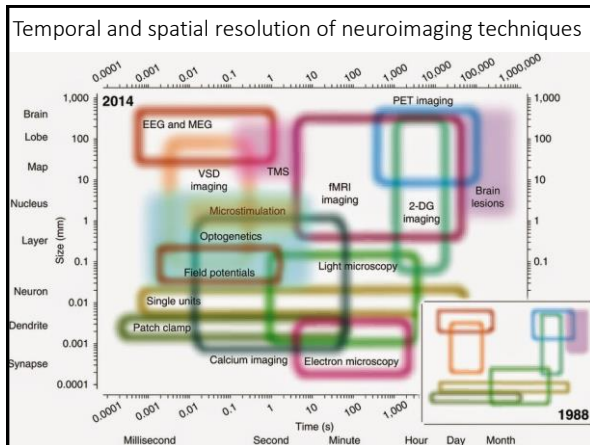 Temporal and spatial resolution of neuroimaging techniques
0.0001 0.001 0.01 0.1 1 10 100 1,000 10,000 100,000 1,000,000
2014
Brain 1,000
Lobe 100
Map 10
Nucleus 1
Layer 0.1
Neuron 0.01
Dendrite 0.001
Synapse 0.0001
Size (mm)
1,000
100
10
1
0.1
PET imaging
EEG and MEG
TMS
VSD
imaging
fMRI
imaging
2-DG
imaging
Brain
lesions
Microstimulation
Optogenetics
Field potentials
Light microscopy
Single units
Patch clamp
Calcium imaging
Electron microscopy
1988
0.0001 0.001 0.01 0.1 1 10 100 1,000 10,000 100,000
Time (s)
Millisecond Second Minute Hour Day Month